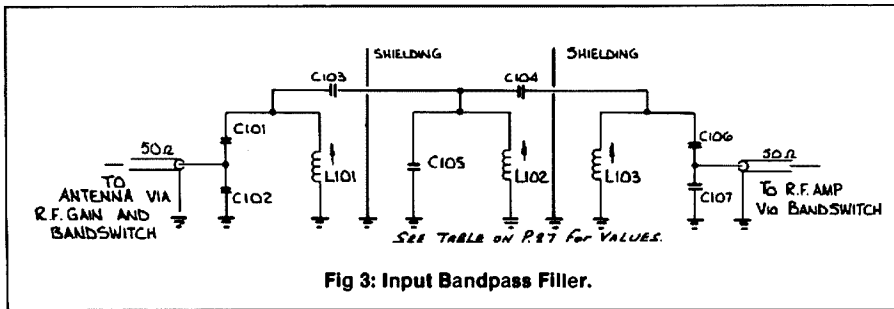 SHIELDING
SHIELDING
C103
C104
C101
C106
50Ω
50Ω
C105
L101
L102
L103
C102
C107
TO
ANTENNA VIA
R.F. GAIN AND
BANDSWITCH
TO R.F. AMP
VIA BANDSWITCH
SEE TABLE ON P.27 FOR VALUES.
Fig 3: Input Bandpass Filler.